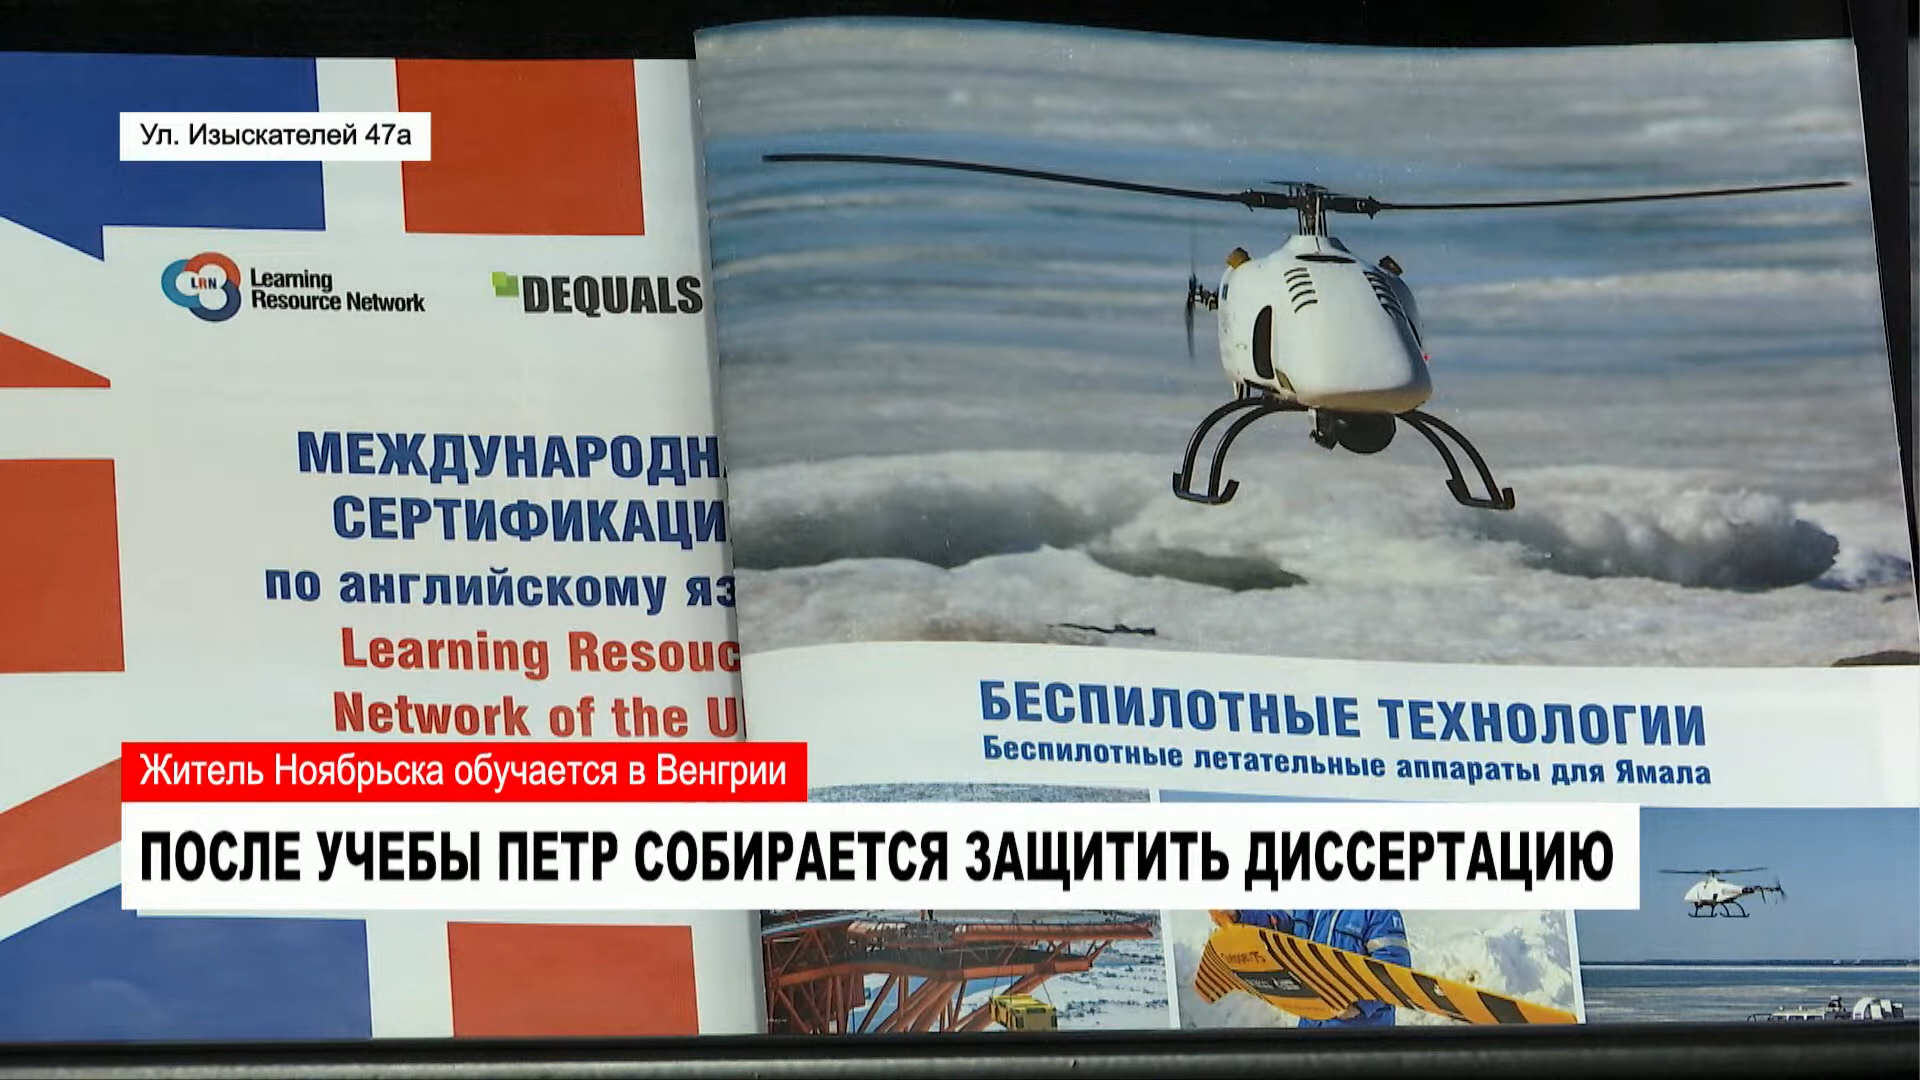 Ул. Изыскателей 47а
LRN
Learning
Resource Network
DEQUALS
МЕЖДУНАРОДН
СЕРТИФИКАЦИ
по английскому яз
Learning Resouc
Network of the U
БЕСПИЛОТНЫЕ ТЕХНОЛОГИИ
Беспилотные летательные аппараты для Ямала
Житель Ноябрьска обучается в Венгрии
ПОСЛЕ УЧЕБЫ ПЕТР СОБИРАЕТСЯ ЗАЩИТИТЬ ДИССЕРТАЦИЮ